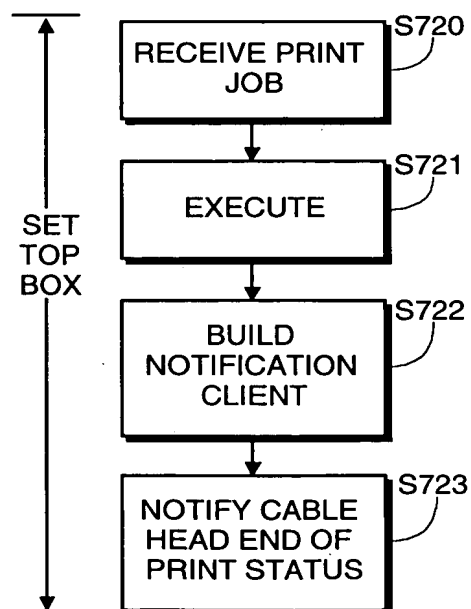 S720
RECEIVE PRINT
JOB
S721
EXECUTE
SET
TOP
BOX
S722
BUILD
NOTIFICATION
CLIENT
S723
NOTIFY CABLE
HEAD END OF
PRINT STATUS